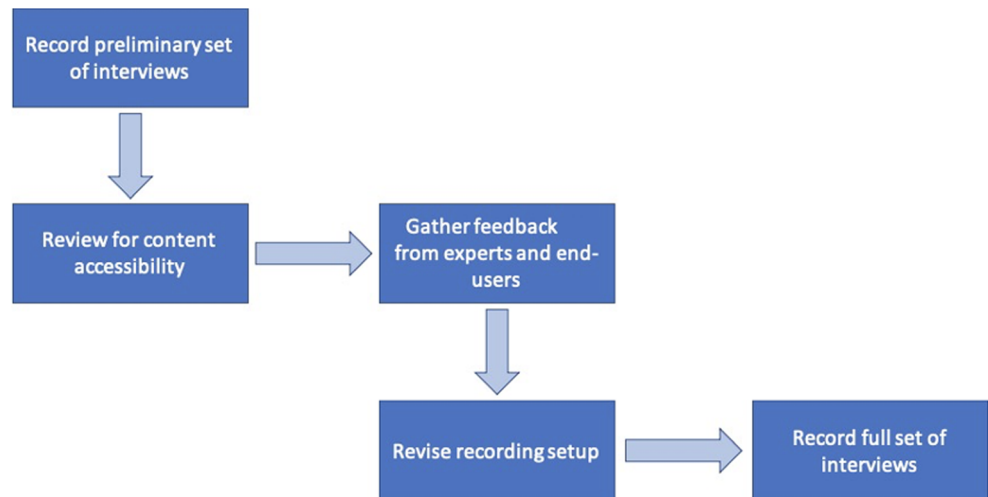 Record preliminary set
of interviews
Review for content
accessibility
Gather feedback
from experts and end-
users
Revise recording setup
Record full set of
interviews